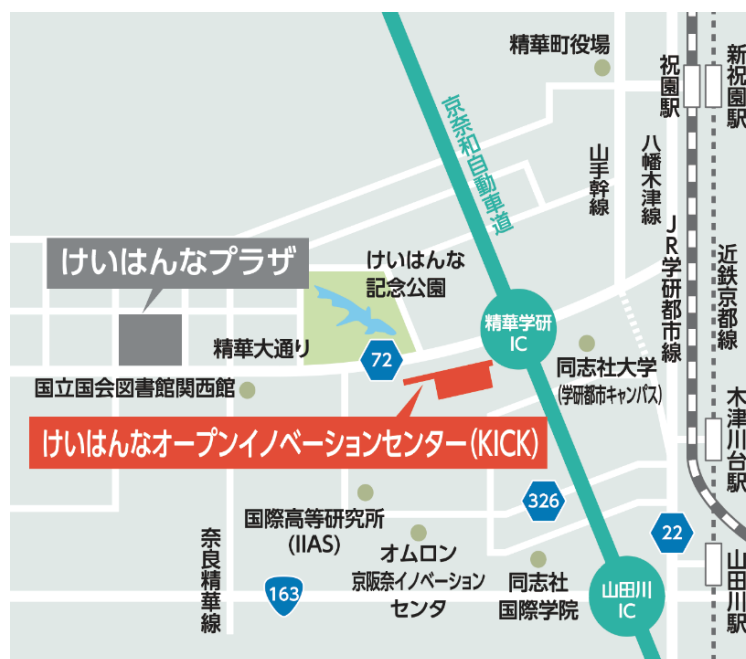 精華町役場
新祝園駅
祝園駅
京奈和自動車道
山手幹線
八幡木津線
JR学研都市線
近鉄京都線
けいはんなプラザ
けいはんな
記念公園
精華学研
IC
精華大通り
72
同志社大学
(学研都市キャンパス)
国立国会図書館関西館
木津川台駅
けいはんなオープンイノベーションセンター(KICK)
国際高等研究所
(IIAS)
326
22
オムロン
京阪奈イノベーション
センタ
奈良精華線
163
同志社
国際学院
山田川
IC
山田川駅